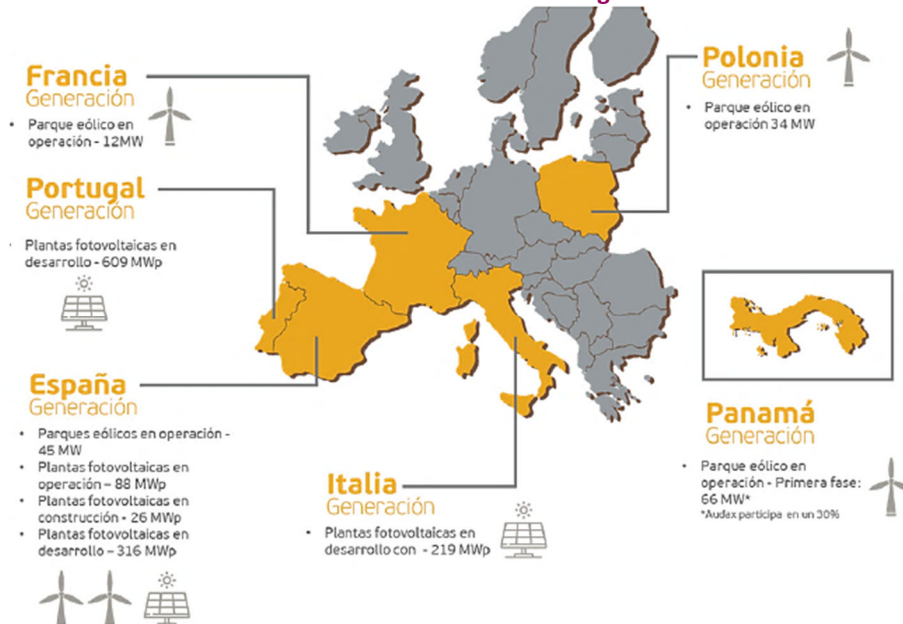 Francia
Generación
• Parque eólico en
operación - 12MW
Portugal
Generación
• Plantas fotovoltaicas en
desarrollo - 609 MWp
España
Generación
• Parques eólicos en operación -
45 MW
• Plantas fotovoltaicas en
operación – 88 MWp
• Plantas fotovoltaicas en
construcción - 26 MWp
• Plantas fotovoltaicas en
desarrollo – 316 MWp
Italia
Generación
• Plantas fotovoltaicas en
desarrollo con - 219 MWp
Polonia
Generación
• Parque eólico en
operación 34 MW
Panamá
Generación
• Parque eólico en
operación - Primera fase:
66 MW*
*Audax participa en un 30%